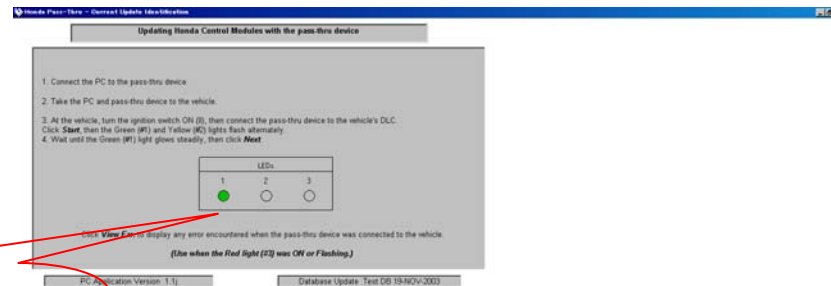 Honda Pass-Thru - Current Update Identification
Updating Honda Control Modules with the pass-thru device
1. Connect the PC to the pass-thru device.
2. Take the PC and pass-thru device to the vehicle.
3. At the vehicle, turn the ignition switch ON (II), then connect the pass-thru device to the vehicle's DLC.
Click Start, then the Green (#1) and Yellow (#2) lights flash alternately.
4. Wait until the Green (#1) light glows steadily, then click Next
LEDs
1 2 3
Click View Err to display any error encountered when the pass-thru device was connected to the vehicle.
(Use when the Red light (#3) was ON or Flashing.)
PC Application Version 1.1j
Database Update Test DB 19-NOV-2003